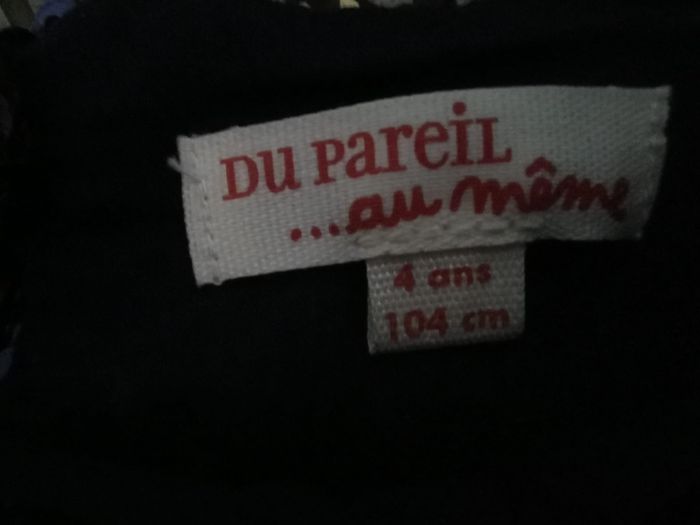 DU PAREIL
...au même
4 ans
104 cm